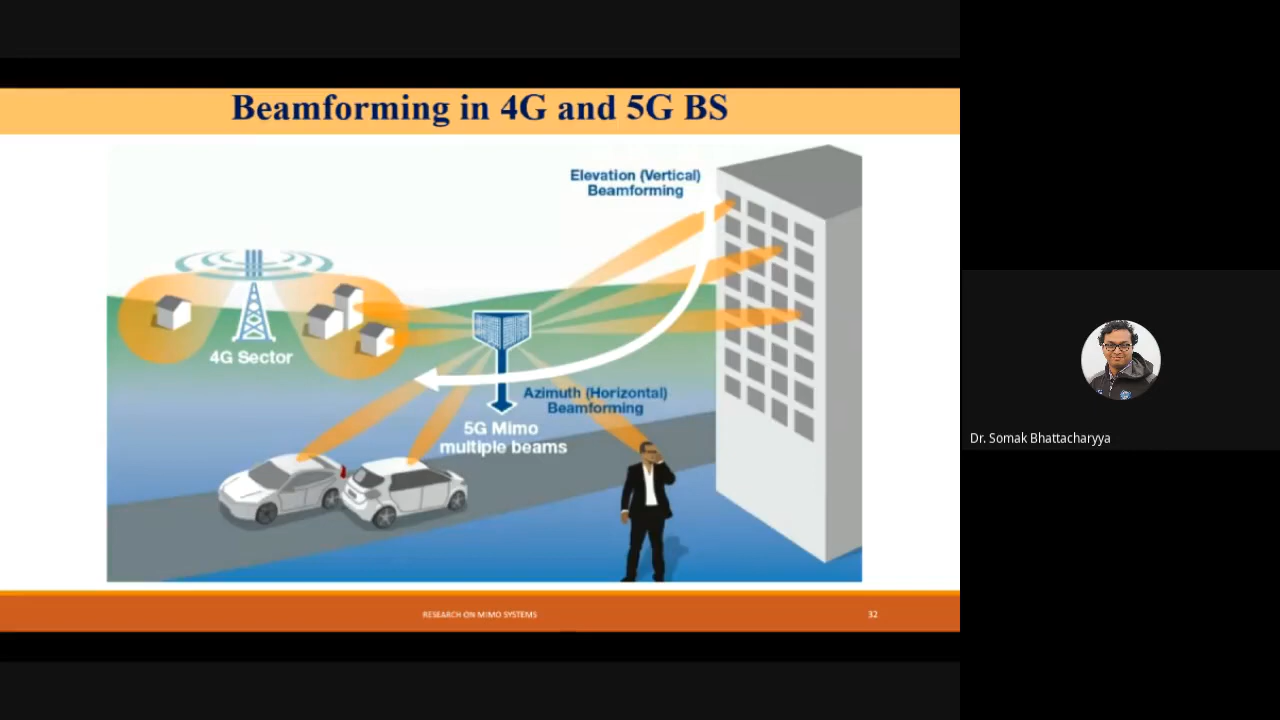 Beamforming in 4G and 5G BS
Elevation (Vertical)
Beamforming
4G Sector
Azimuth (Horizontal)
Beamforming
5G Mimo
multiple beams
RESEARCH ON MIMO SYSTEMS
32
Dr. Somak Bhattacharyya